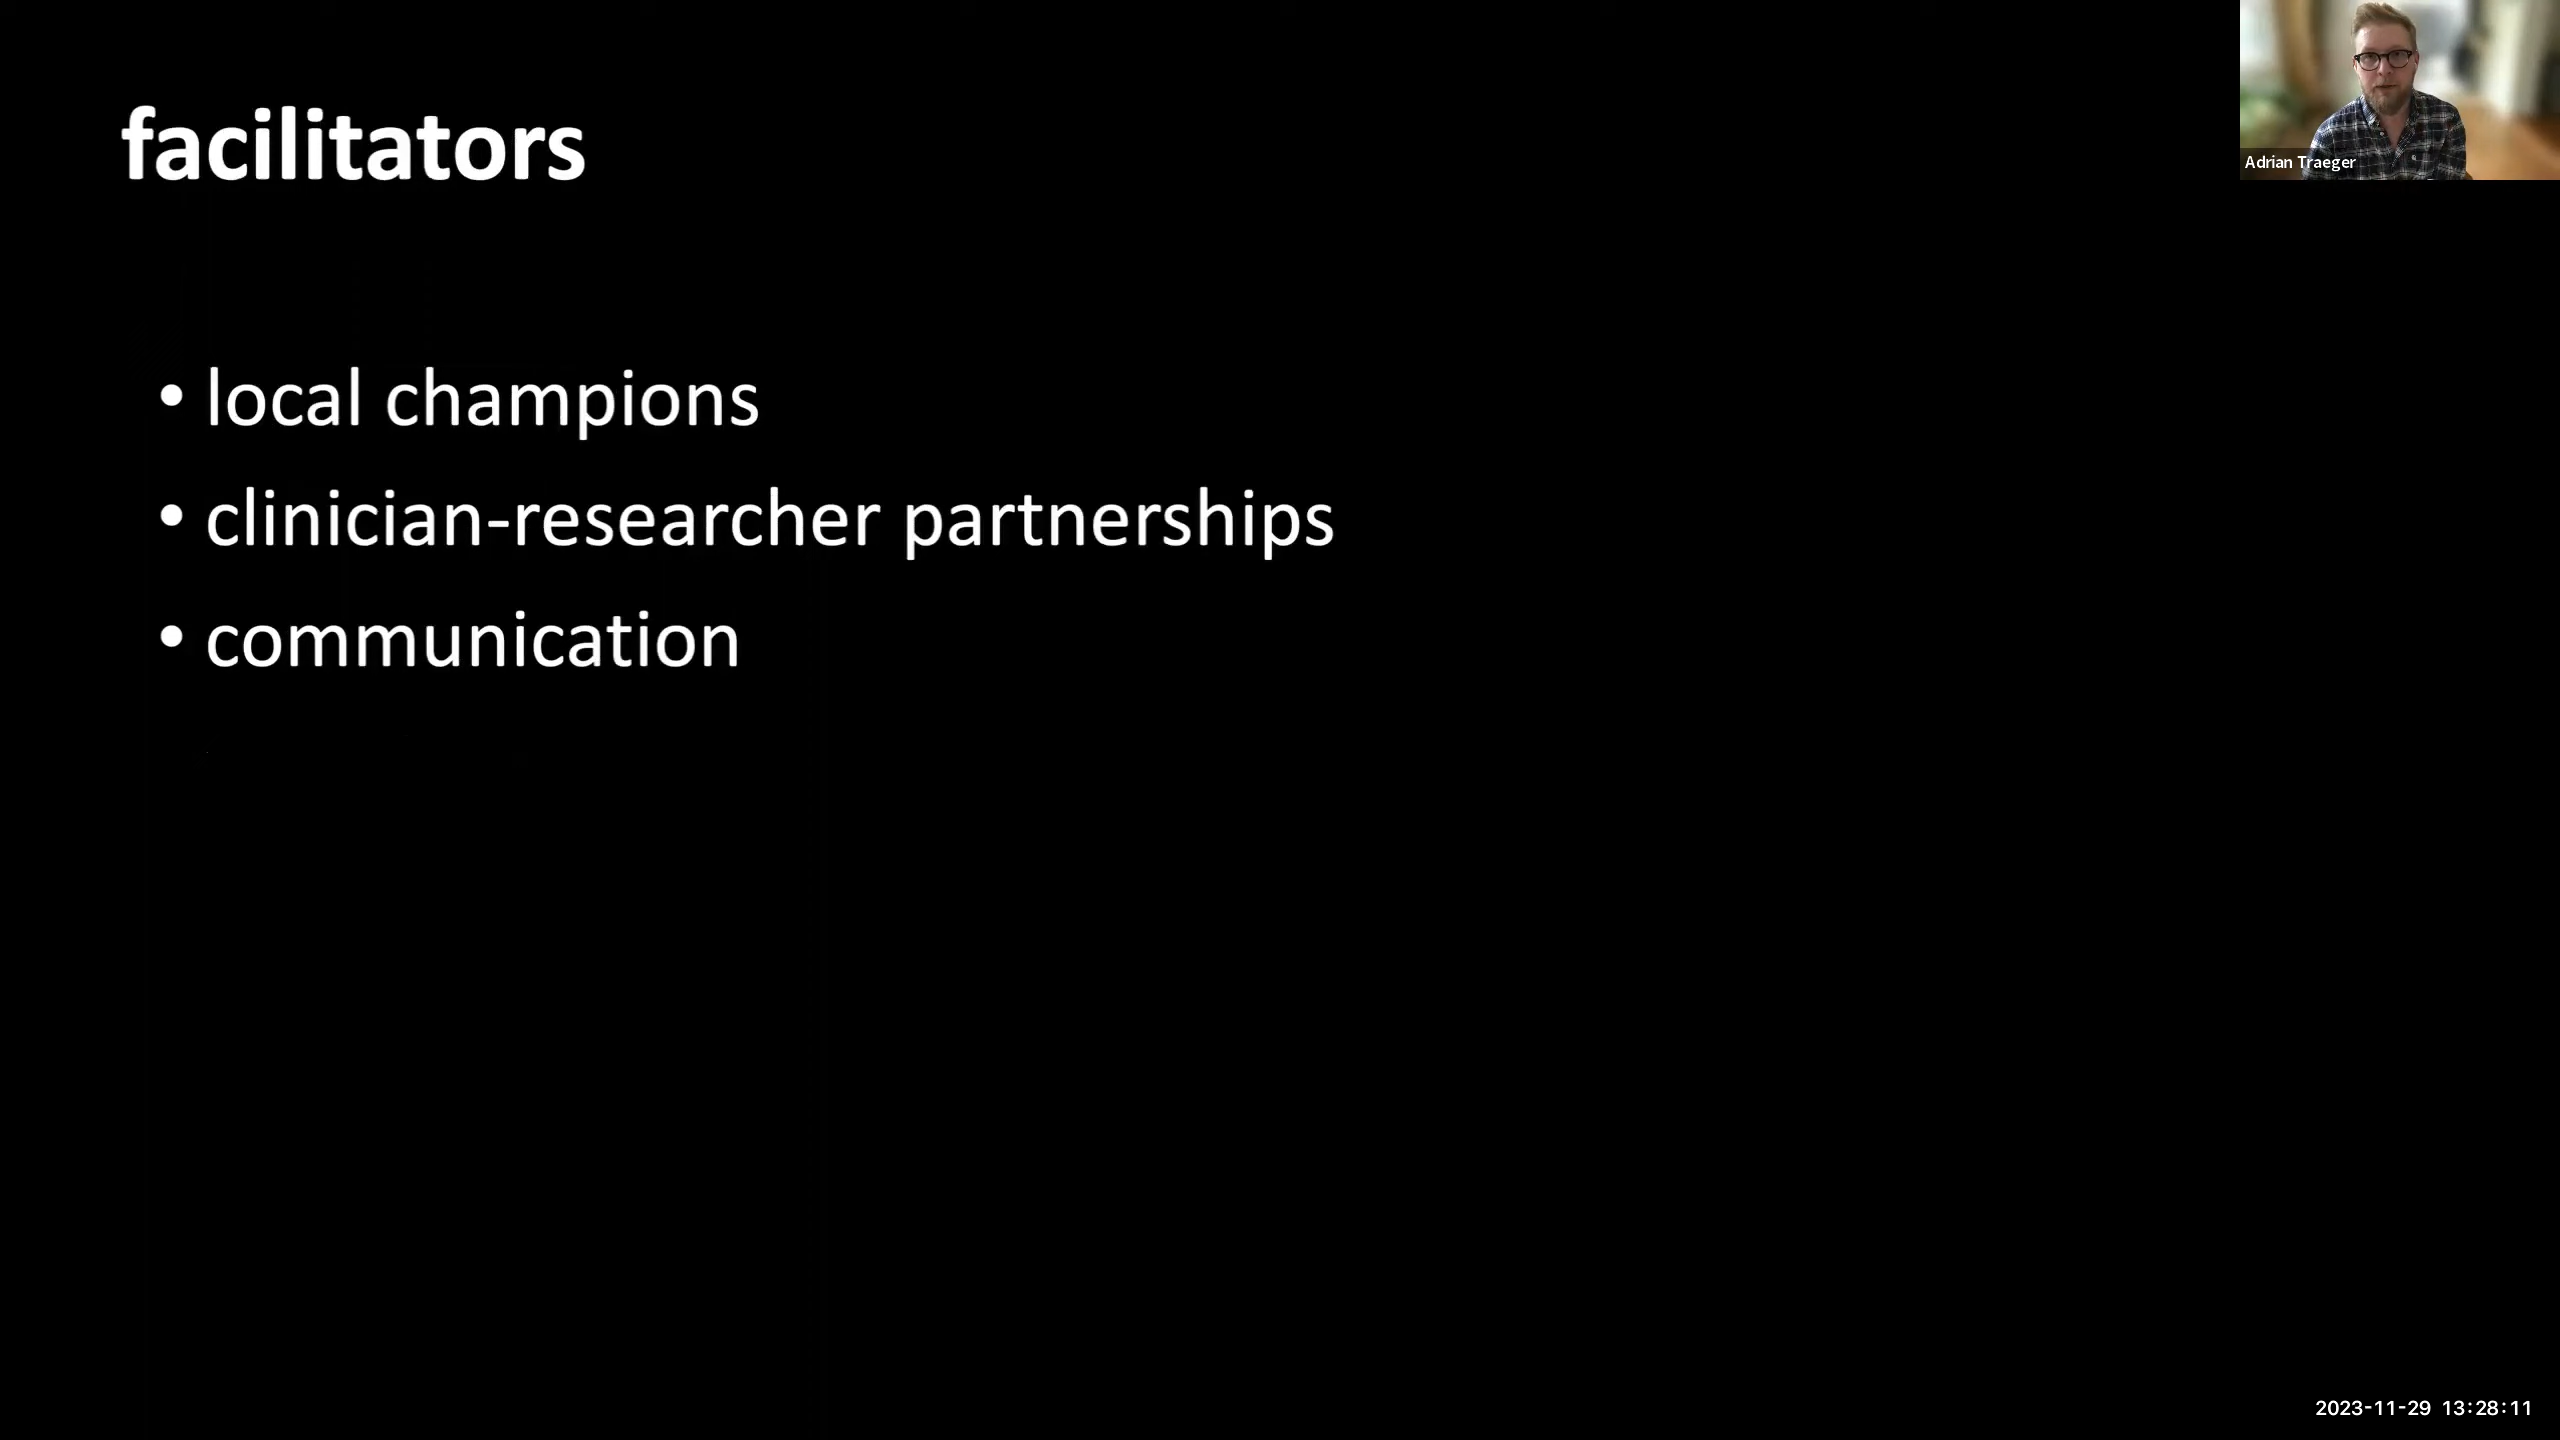 facilitators
Adrian Traeger
• local champions
• clinician-researcher partnerships
• communication
2023-11-29 13:28:11